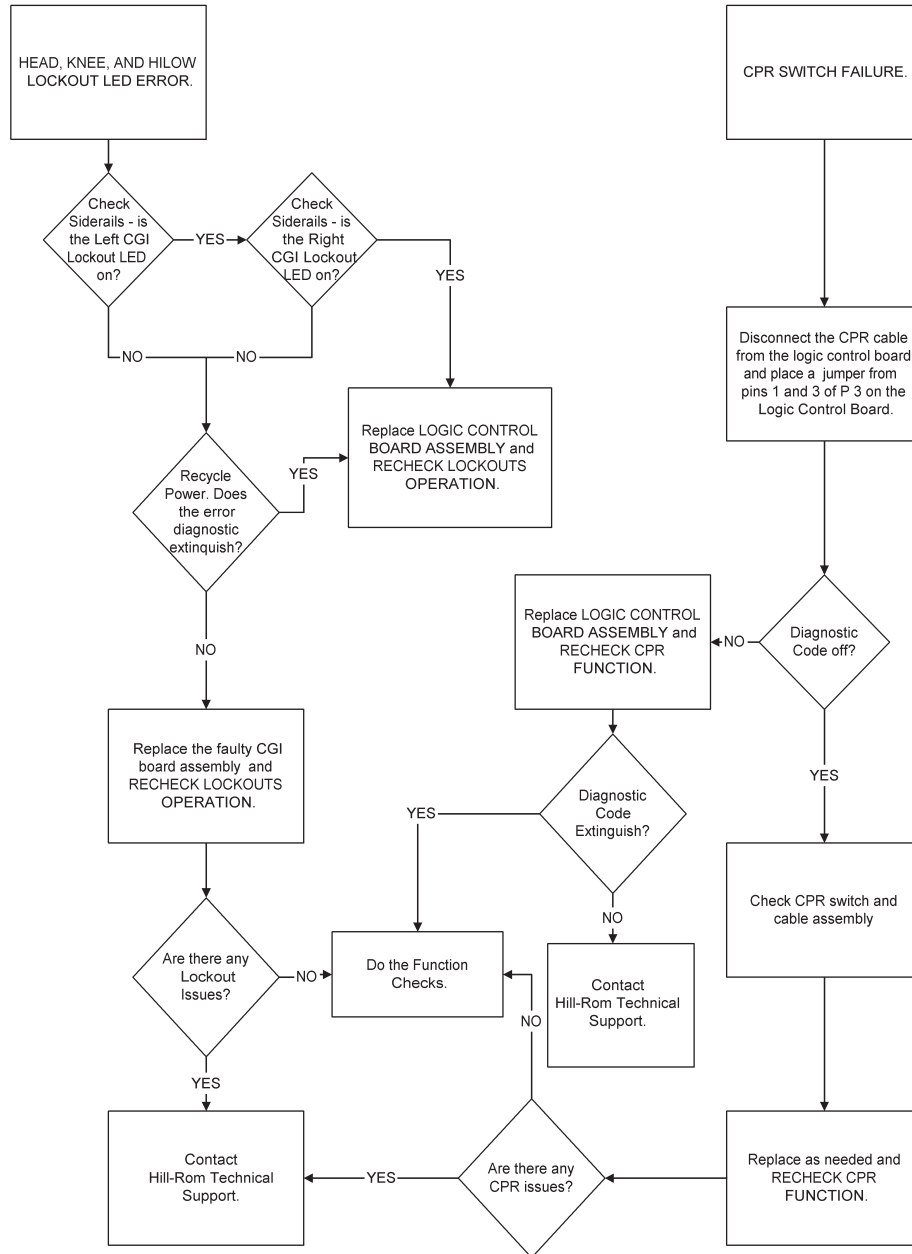 HEAD, KNEE, AND HILOW
LOCKOUT LED ERROR.
CPR SWITCH FAILURE.
Check
Siderails - is
the Left CGI
Lockout LED
on?
YES
Check
Siderails - is
the Right
CGI Lockout
LED on?
YES
NO
NO
Disconnect the CPR cable
from the logic control board
and place a jumper from
pins 1 and 3 of P 3 on the
Logic Control Board.
Replace LOGIC CONTROL
BOARD ASSEMBLY and
RECHECK LOCKOUTS
OPERATION.
Recycle
Power. Does
the error
diagnostic
extinquish?
YES
NO
Replace LOGIC CONTROL
BOARD ASSEMBLY and
RECHECK CPR
FUNCTION.
NO
Diagnostic
Code off?
YES
Replace the faulty CGI
board assembly and
RECHECK LOCKOUTS
OPERATION.
YES
Diagnostic
Code
Extinguish?
NO
Check CPR switch and
cable assembly
Are there any
Lockout
Issues?
NO
Do the Function
Checks.
Contact
Hill-Rom Technical
Support.
NO
YES
Contact
Hill-Rom Technical
Support.
YES
Are there any
CPR issues?
Replace as needed and
RECHECK CPR
FUNCTION.